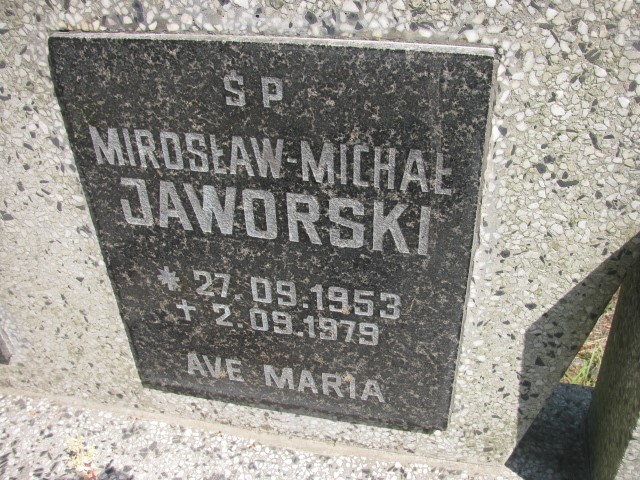 Ś P
MIROSŁAW-MICHAŁ
JAWORSKI
* 27.09.1953
+ 2.09.1979
AVE MARIA